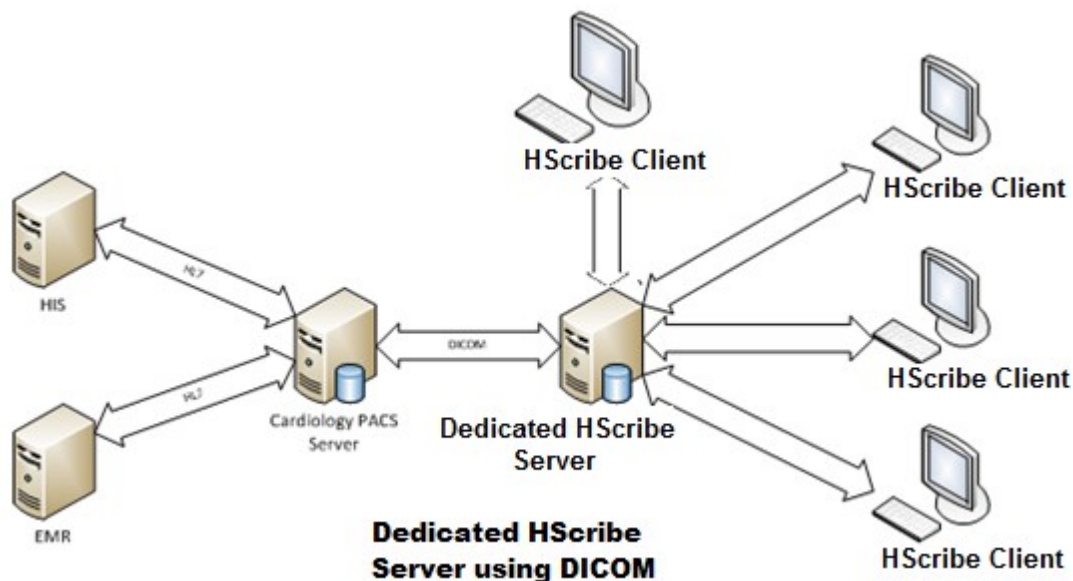 HScribe Client
HScribe Client
HIS
HL7
DICOM
HScribe Client
HL7
Cardiology PACS
Server
Dedicated HScribe
Server
EMR
Dedicated HScribe
Server using DICOM
HScribe Client